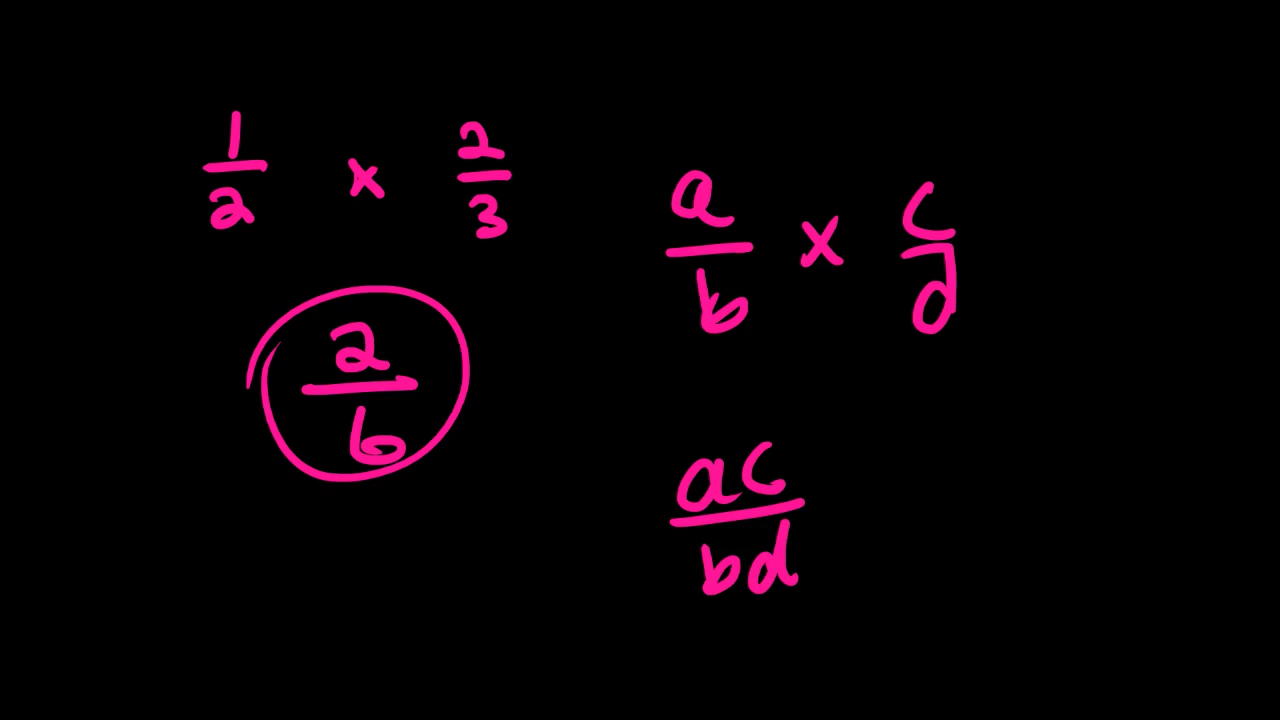 1/2 x 2/3
2/6
a/b x c/d
ac/bd